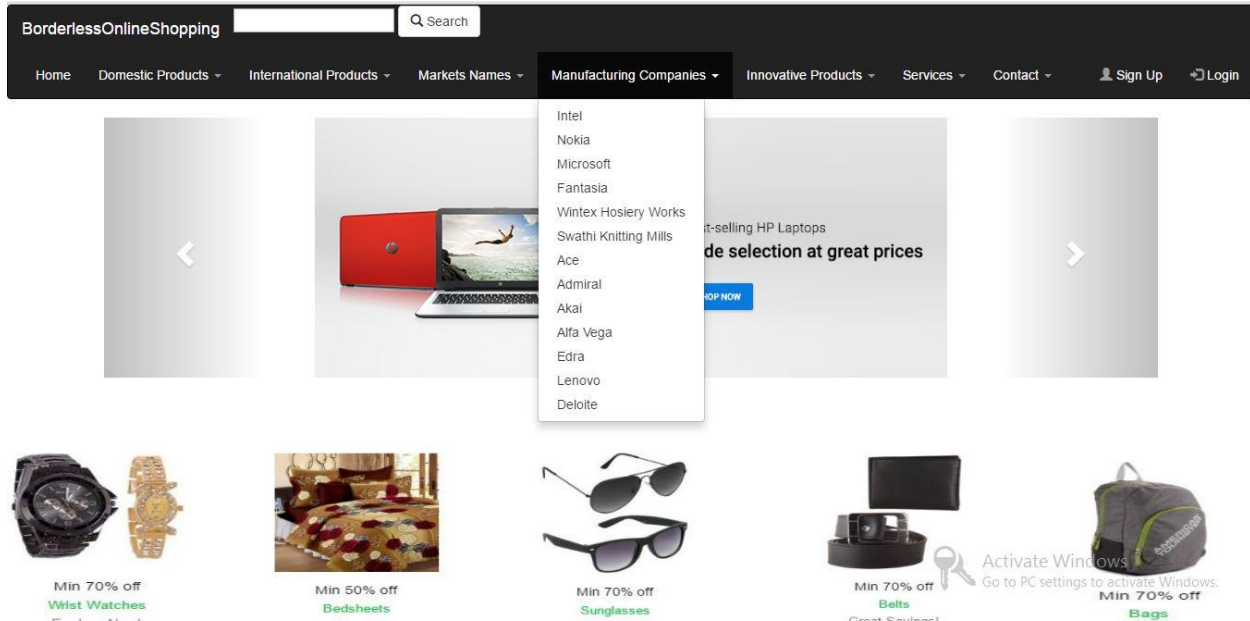 BorderlessOnlineShopping Search
Home Domestic Products International Products Markets Names Manufacturing Companies Innovative Products Services Contact Sign Up Login
Intel
Nokia
Microsoft
Fantasia
Wintex Hosiery Works
Swathi Knitting Mills
Ace
Admiral
Akai
Alfa Vega
Edra
Lenovo
Deloite
st-selling HP Laptops
de selection at great prices
HOP NOW
AMERICAN
TOURISTER
Activate Windows
Go to PC settings to activate Windows.
Min 70% off
Wrist Watches
Min 50% off
Bedsheets
Min 70% off
Sunglasses
Min 70% off
Belts
Great Savings!
Min 70% off
Bags